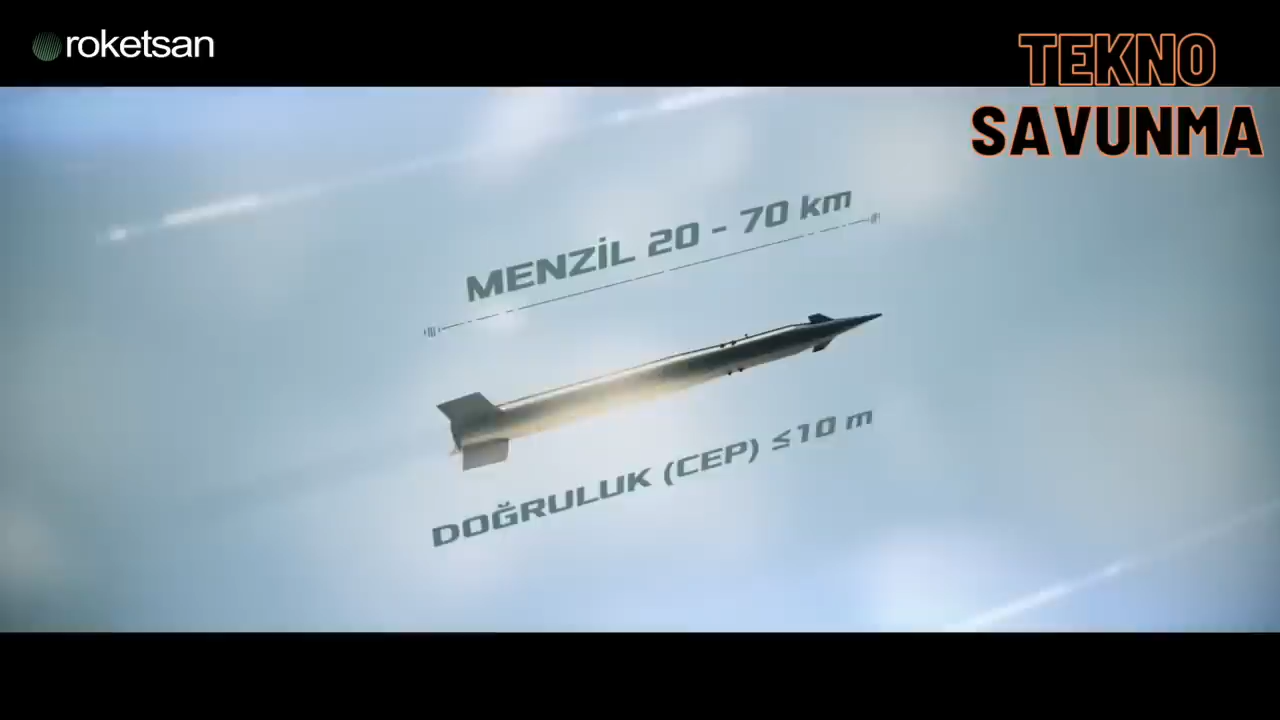 roketsan
TEKNO
SAVUNMA
MENZİL 20 - 70 km
DOĞRULUK (CEP) ≤10 m